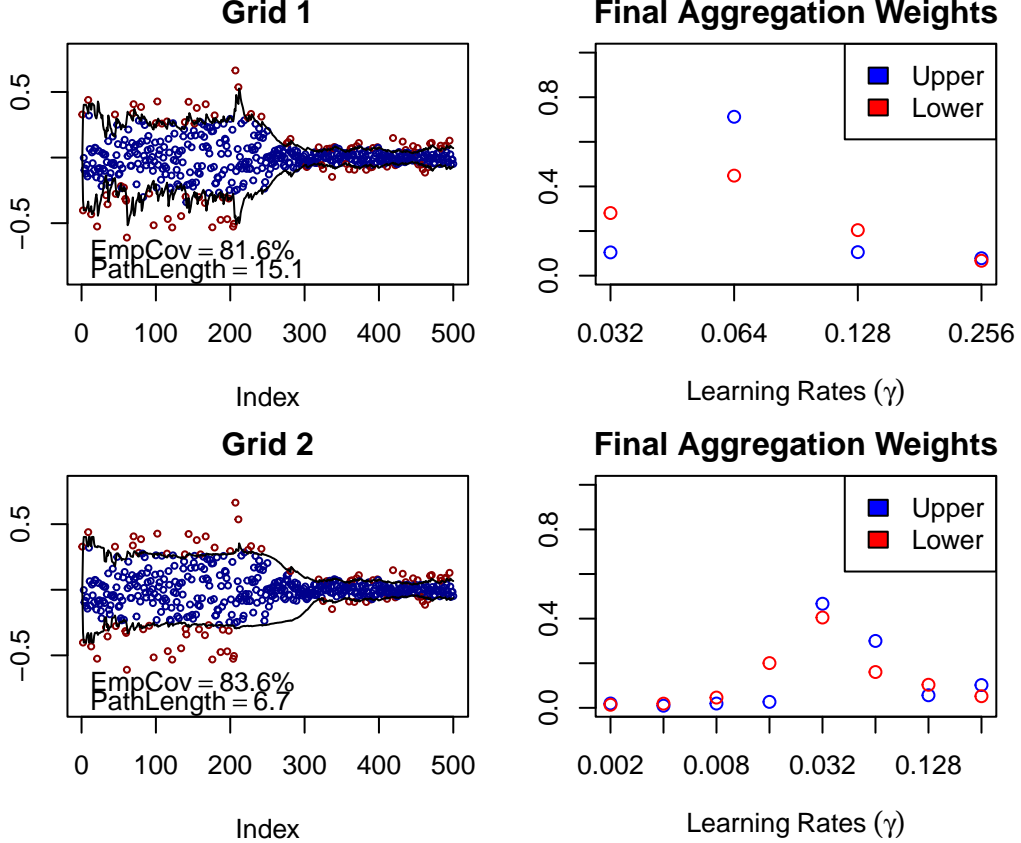 Grid 1
0.5
−0.5
EmpCov = 81.6%
PathLength = 15.1
0 100 200 300 400 500
Index
Final Aggregation Weights
Upper
Lower
0.8
0.4
0.0
0.032 0.064 0.128 0.256
Learning Rates (γ)
Grid 2
0.5
−0.5
EmpCov = 83.6%
PathLength = 6.7
0 100 200 300 400 500
Index
Final Aggregation Weights
Upper
Lower
0.8
0.4
0.0
0.002 0.008 0.032 0.128
Learning Rates (γ)